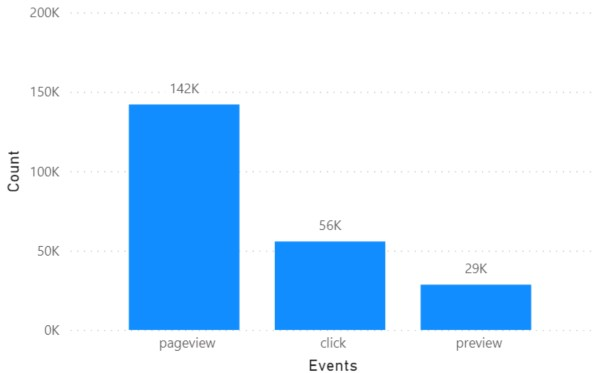 200K
150K
100K
50K
0K
Count
142K
56K
29K
pageview
click
preview
Events